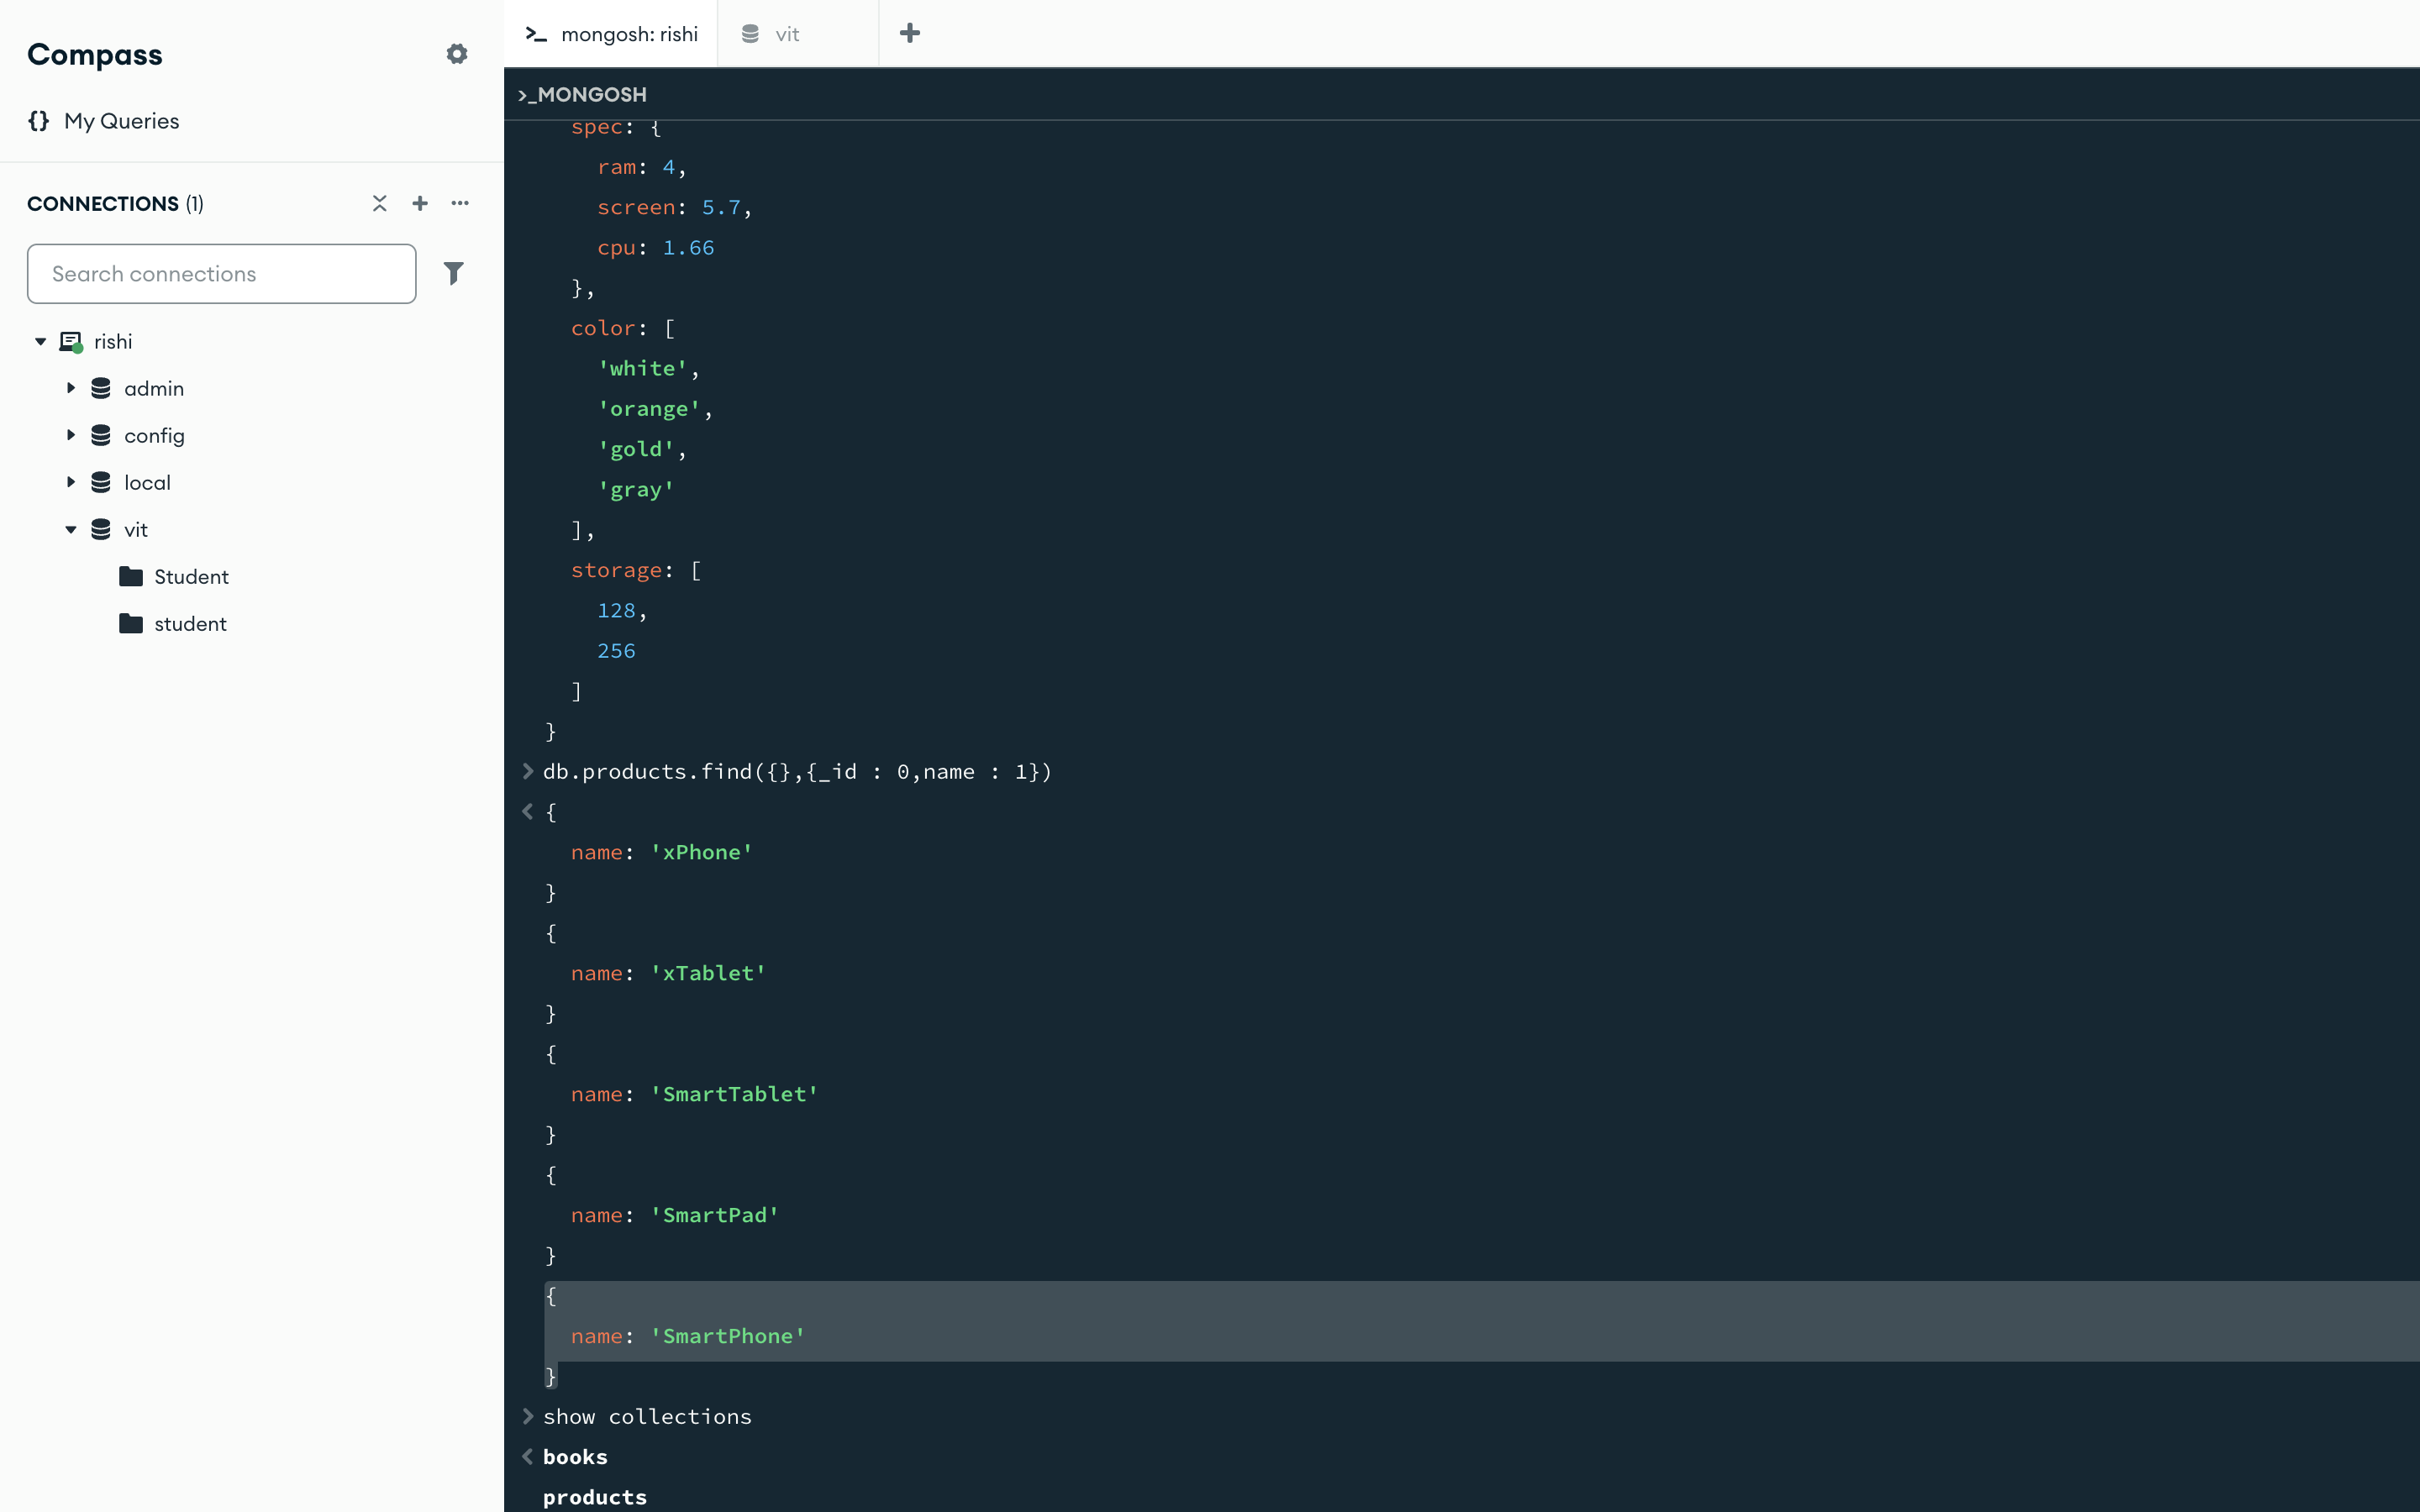 Compass
{} My Queries
CONNECTIONS (1)
Search connections
rishi
admin
config
local
vit
Student
student
>_ mongosh: rishi
vit
>_MONGOSH
spec: {
ram: 4,
screen: 5.7,
cpu: 1.66
},
color: [
'white',
'orange',
'gold',
'gray'
],
storage: [
128,
256
]
}
> db.products.find({},{_id : 0,name : 1})
< {
name: 'xPhone'
}
{
name: 'xTablet'
}
{
name: 'SmartTablet'
}
{
name: 'SmartPad'
}
{
name: 'SmartPhone'
}
> show collections
< books
products